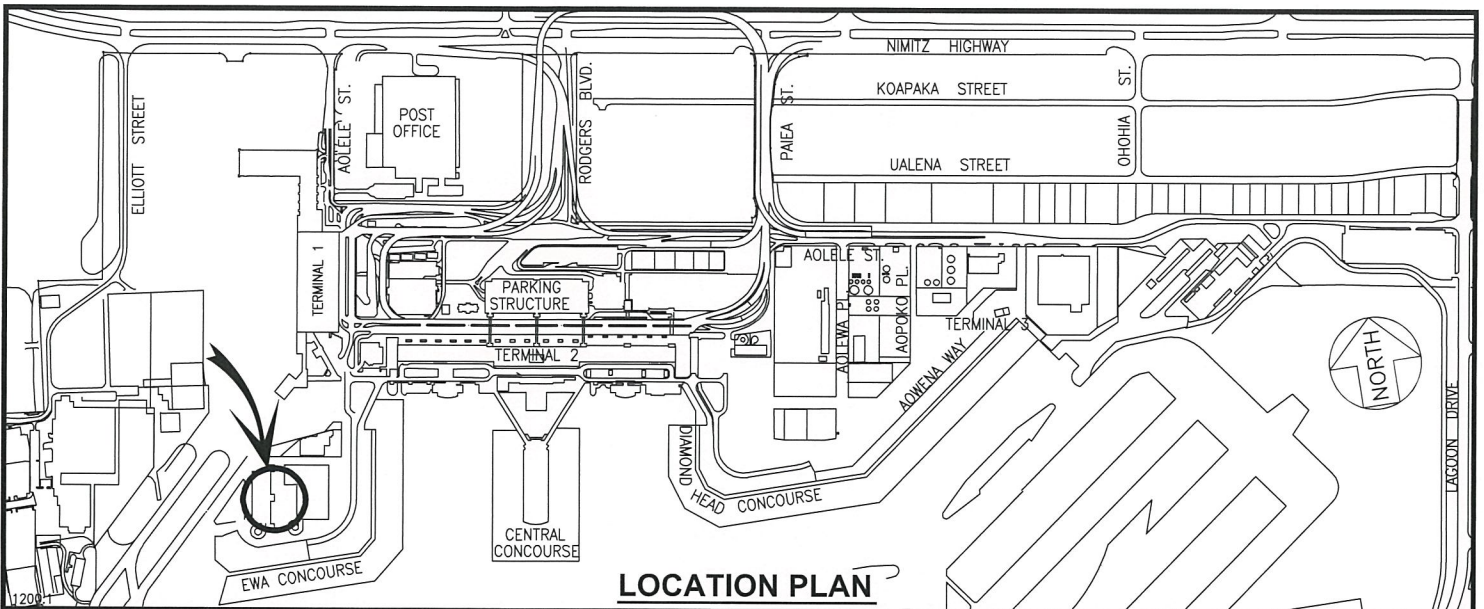 NIMITZ HIGHWAY
KOAPAKA STREET
UALENA STREET
ELLIOTT STREET
AOLELE ST.
POST
OFFICE
RODGERS BLVD.
PAIEA ST.
OHOHIA ST.
TERMINAL 1
PARKING
STRUCTURE
TERMINAL 2
AOLELE ST.
AOPOKO PL.
TERMINAL 3
AOWENA WAY
NORTH
LAGOON DRIVE
DIAMOND HEAD CONCOURSE
CENTRAL
CONCOURSE
EWA CONCOURSE
LOCATION PLAN